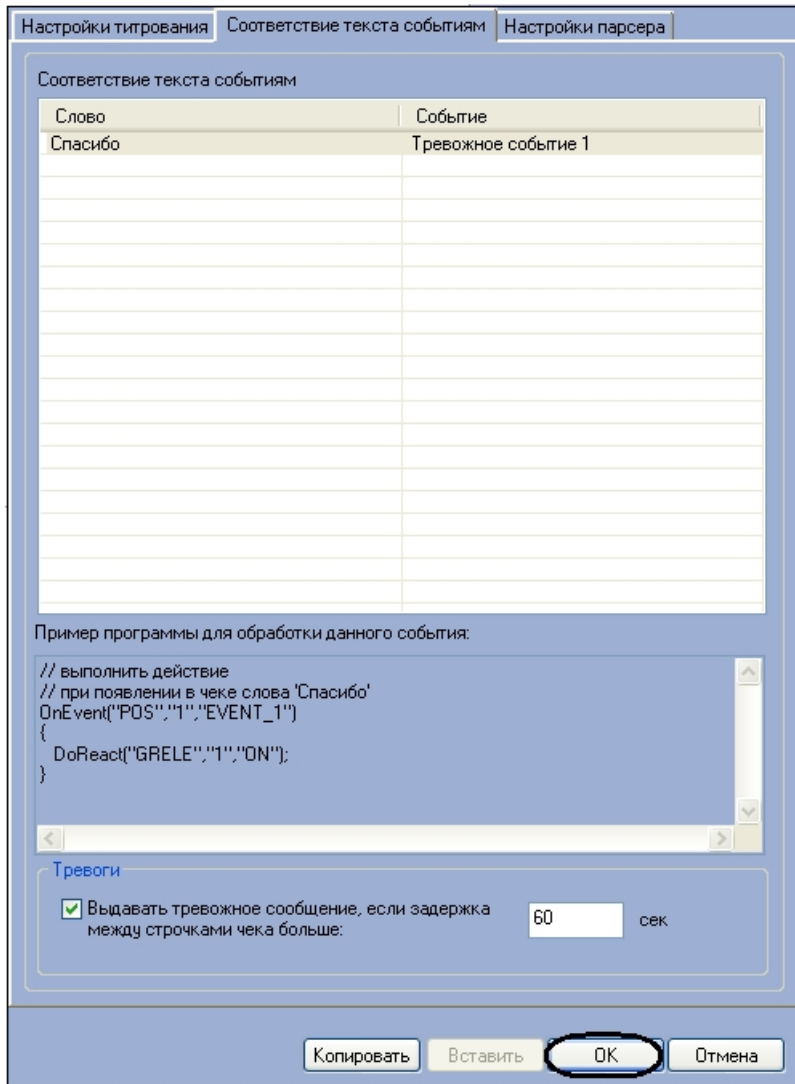 Настройки титрования Соответствие текста событиям Настройки парсера
Соответствие текста событиям
Слово Событие
Спасибо Тревожное событие 1
Пример программы для обработки данного события:
// выполнить действие
// при появлении в чеке слова 'Спасибо'
OnEvent("POS","1","EVENT_1")
{
DoReact("GRELE","1","ON");
}
Тревоги
Выдавать тревожное сообщение, если задержка
между строчками чека больше:
60 сек
Копировать Вставить OK Отмена